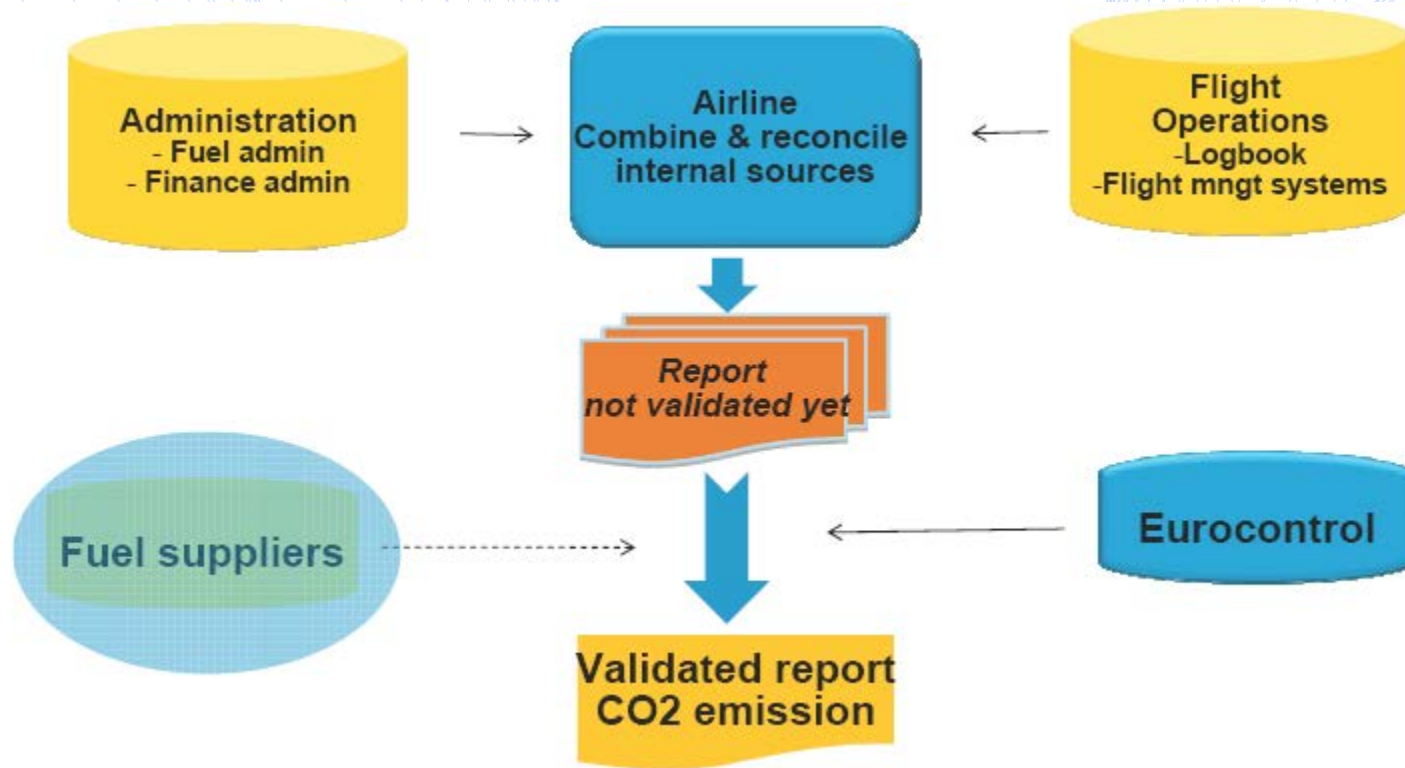 Administration
- Fuel admin
- Finance admin
Airline
Combine & reconcile
internal sources
Flight
Operations
-Logbook
-Flight mngt systems
Report
not validated yet
Fuel suppliers
Eurocontrol
Validated report
CO2 emission